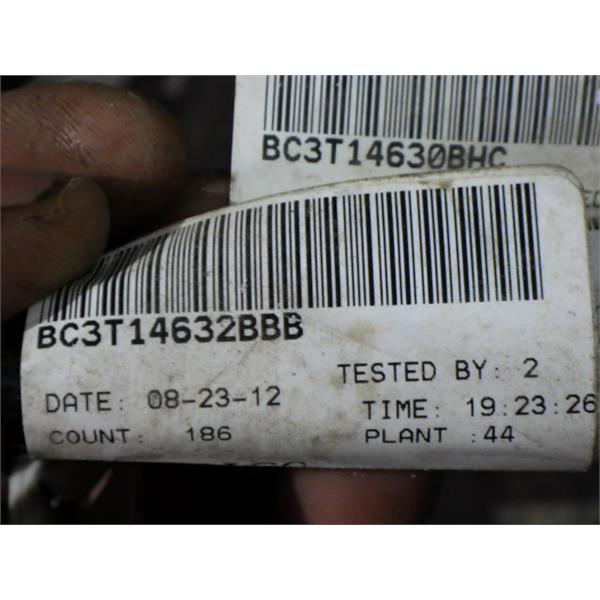 BC3T14630BHC
BC3T14632BBB
TESTED BY: 2
DATE: 08-23-12
TIME: 19:23:26
COUNT: 186
PLANT :44